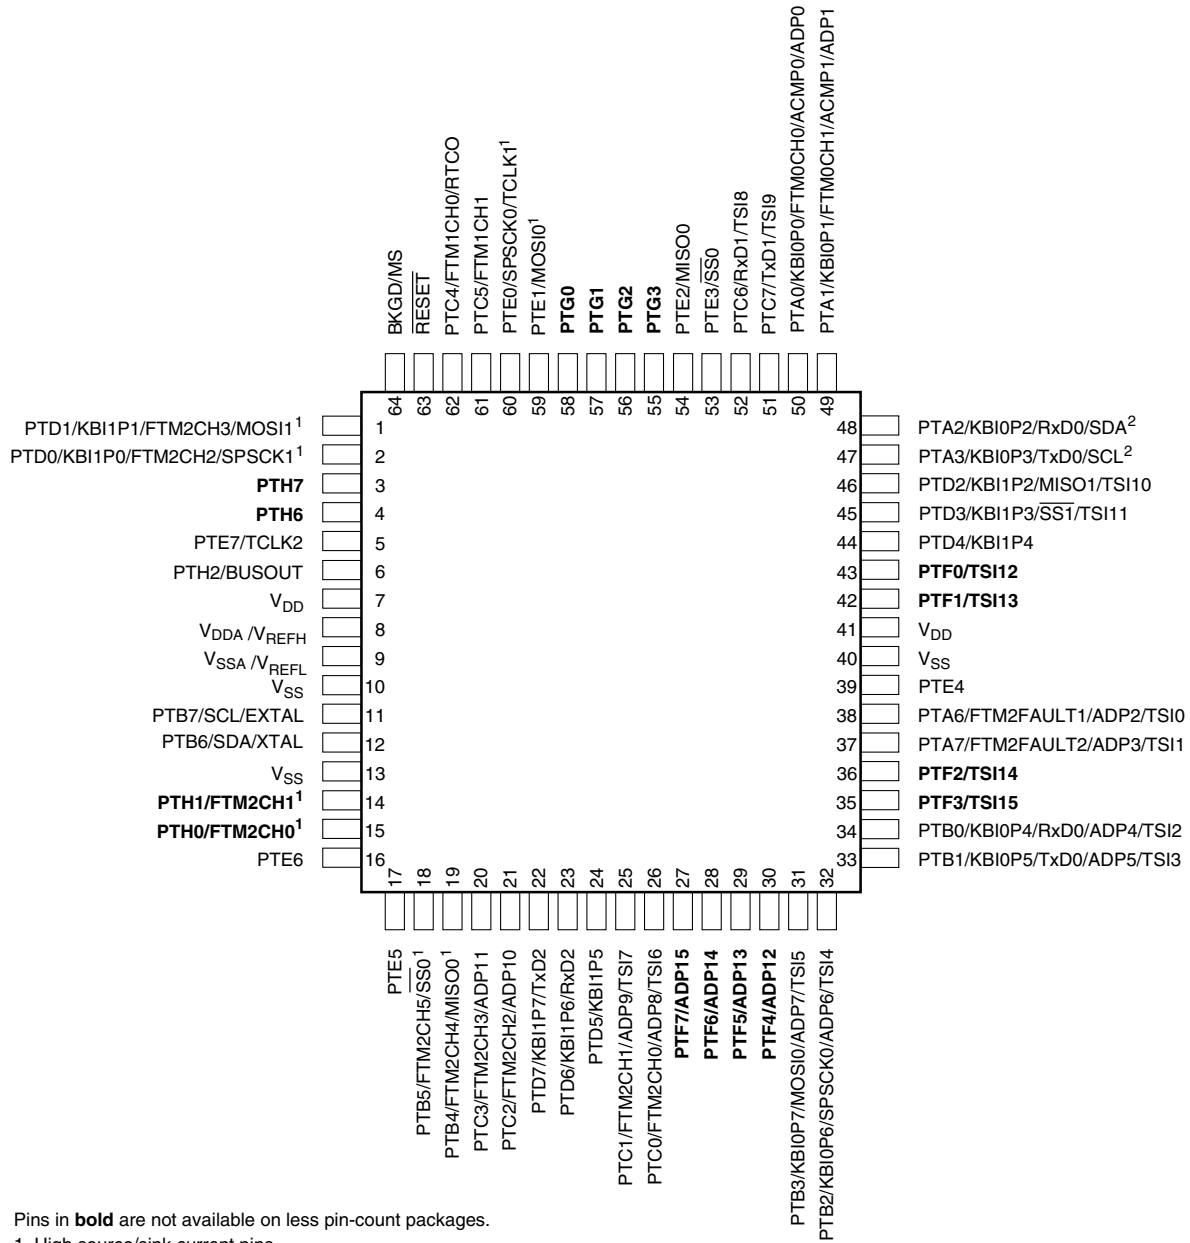 BKGD/MS
RESET
PTC4/FTM1CH0/RTCO
PTC5/FTM1CH1
PTE0/SPSCK0/TCLK1¹
PTE1/MOSI0¹
PTG0
PTG1
PTG2
PTG3
PTE2/MISO0
PTE3/SS0
PTC6/RxD1/TSI8
PTC7/TxD1/TSI9
PTA0/KBI0P0/FTM0CH0/ACMP0/ADP0
PTA1/KBI0P1/FTM0CH1/ACMP1/ADP1
64
63
62
61
60
59
58
57
56
55
54
53
52
51
50
49
PTD1/KBI1P1/FTM2CH3/MOSI1¹ 1
PTD0/KBI1P0/FTM2CH2/SPSCK1¹ 2
PTH7 3
PTH6 4
PTE7/TCLK2 5
PTH2/BUSOUT 6
VDD 7
VDDA /VREFH 8
VSSA /VREFL 9
VSS 10
PTB7/SCL/EXTAL 11
PTB6/SDA/XTAL 12
VSS 13
PTH1/FTM2CH1¹ 14
PTH0/FTM2CH0¹ 15
PTE6 16
48 PTA2/KBI0P2/RxD0/SDA²
47 PTA3/KBI0P3/TxD0/SCL²
46 PTD2/KBI1P2/MISO1/TSI10
45 PTD3/KBI1P3/SS1/TSI11
44 PTD4/KBI1P4
43 PTF0/TSI12
42 PTF1/TSI13
41 VDD
40 VSS
39 PTE4
38 PTA6/FTM2FAULT1/ADP2/TSI0
37 PTA7/FTM2FAULT2/ADP3/TSI1
36 PTF2/TSI14
35 PTF3/TSI15
34 PTB0/KBI0P4/RxD0/ADP4/TSI2
33 PTB1/KBI0P5/TxD0/ADP5/TSI3
17
18
19
20
21
22
23
24
25
26
27
28
29
30
31
32
PTE5
PTB5/FTM2CH5/SS0¹
PTB4/FTM2CH4/MISO0¹
PTC3/FTM2CH3/ADP11
PTC2/FTM2CH2/ADP10
PTD7/KBI1P7/TxD2
PTD6/KBI1P6/RxD2
PTD5/KBI1P5
PTC1/FTM2CH1/ADP9/TSI7
PTC0/FTM2CH0/ADP8/TSI6
PTF7/ADP15
PTF6/ADP14
PTF5/ADP13
PTF4/ADP12
PTB3/KBI0P7/MOSI0/ADP7/TSI5
PTB2/KBI0P6/SPSCK0/ADP6/TSI4
Pins in bold are not available on less pin-count packages.